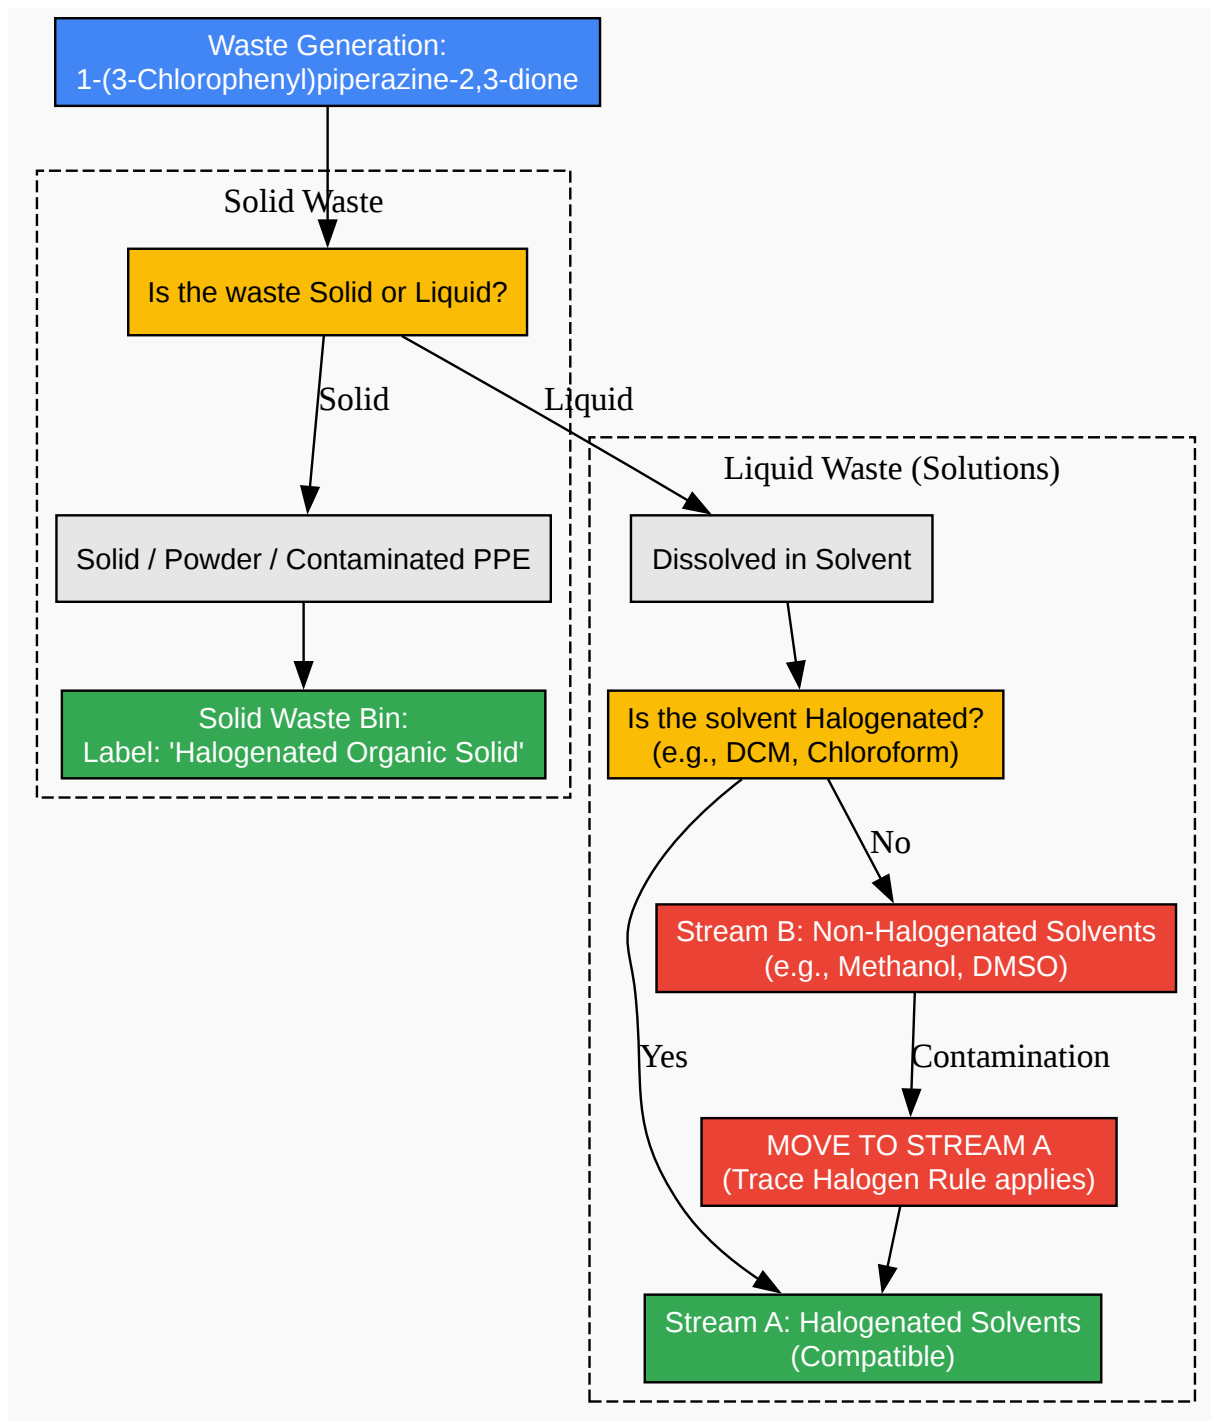 Waste Generation:
1-(3-Chlorophenyl)piperazine-2,3-dione
Solid Waste
Is the waste Solid or Liquid?
Solid
Liquid
Liquid Waste (Solutions)
Solid / Powder / Contaminated PPE
Dissolved in Solvent
Solid Waste Bin:
Label: 'Halogenated Organic Solid'
Is the solvent Halogenated?
(e.g., DCM, Chloroform)
No
Stream B: Non-Halogenated Solvents
(e.g., Methanol, DMSO)
Yes
Contamination
MOVE TO STREAM A
(Trace Halogen Rule applies)
Stream A: Halogenated Solvents
(Compatible)